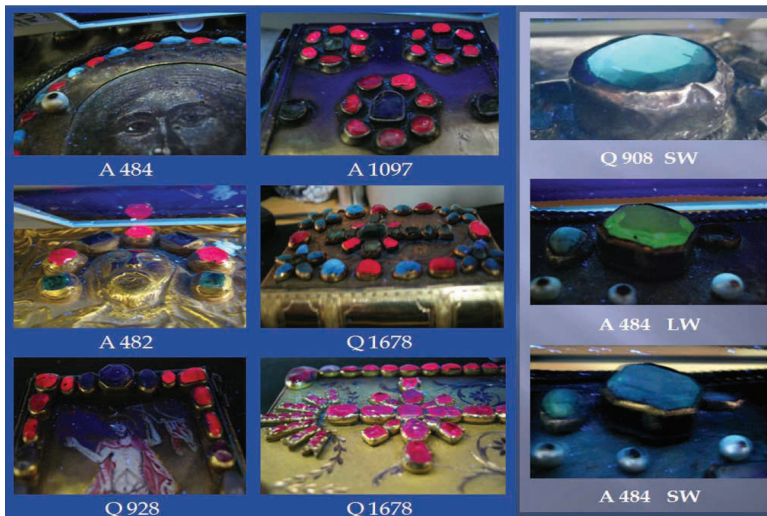 A 484
A 1097
A 482
Q 1678
Q 928
Q 1678
Q 908 SW
A 484 LW
A 484 SW